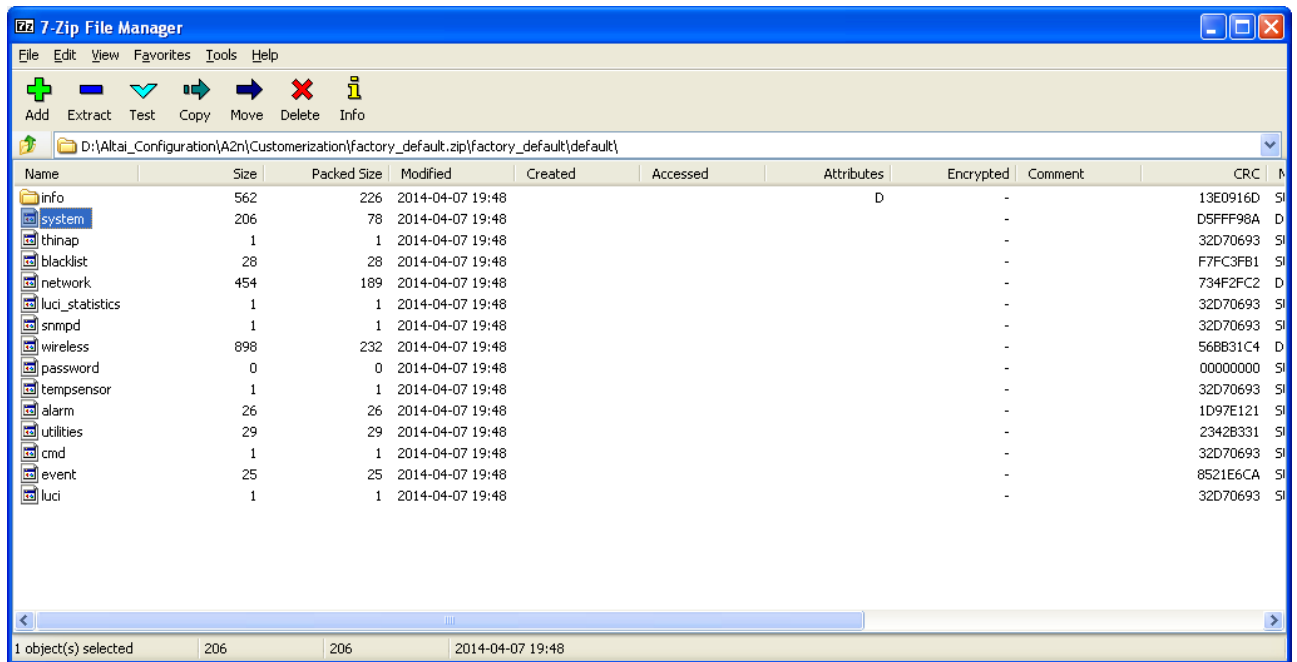 7-Zip File Manager
File Edit View Favorites Tools Help
Add Extract Test Copy Move Delete Info
D:\Altai_Configuration\A2n\Customerization\factory_default.zip\factory_default\default\
Name Size Packed Size Modified Created Accessed Attributes Encrypted Comment CRC
info 562 226 2014-04-07 19:48 D - 13E0916D
system 206 78 2014-04-07 19:48 - D5FFF98A
thinap 1 1 2014-04-07 19:48 - 32D70693
blacklist 28 28 2014-04-07 19:48 - F7FC3FB1
network 454 189 2014-04-07 19:48 - 734F2FC2
luci_statistics 1 1 2014-04-07 19:48 - 32D70693
snmpd 1 1 2014-04-07 19:48 - 32D70693
wireless 898 232 2014-04-07 19:48 - 56BB31C4
password 0 0 2014-04-07 19:48 - 00000000
tempsensor 1 1 2014-04-07 19:48 - 32D70693
alarm 26 26 2014-04-07 19:48 - 1D97E121
utilities 29 29 2014-04-07 19:48 - 2342B331
cmd 1 1 2014-04-07 19:48 - 32D70693
event 25 25 2014-04-07 19:48 - 8521E6CA
luci 1 1 2014-04-07 19:48 - 32D70693
1 object(s) selected 206 206 2014-04-07 19:48